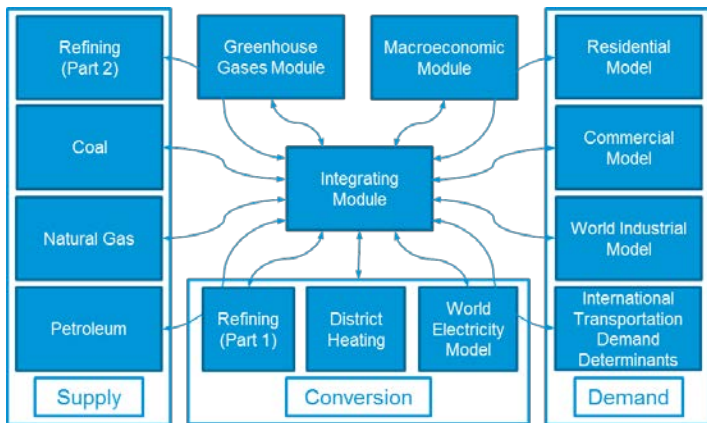 Refining
(Part 2)
Coal
Natural Gas
Petroleum
Supply
Greenhouse
Gases Module
Macroeconomic
Module
Integrating
Module
Refining
(Part 1)
District
Heating
World
Electricity
Model
Conversion
Residential
Model
Commercial
Model
World Industrial
Model
International
Transportation
Demand
Determinants
Demand